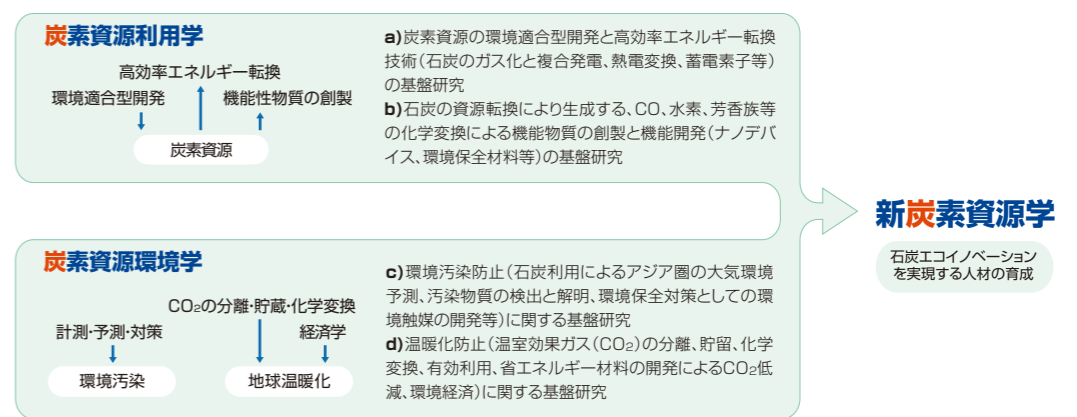 炭素資源利用学
高効率エネルギー転換
環境適合型開発
機能性物質の創製
炭素資源
a)炭素資源の環境適合型開発と高効率エネルギー転換
技術(石炭のガス化と複合発電、熱電変換、蓄電素子等)
の基盤研究
b)石炭の資源転換により生成する、CO、水素、芳香族等
の化学変換による機能物質の創製と機能開発(ナノデバ
イス、環境保全材料等)の基盤研究
炭素資源環境学
CO2の分離・貯蔵・化学変換
計測・予測・対策
経済学
環境汚染
地球温暖化
c)環境汚染防止(石炭利用によるアジア圏の大気環境
予測、汚染物質の検出と解明、環境保全対策としての環
境触媒の開発等)に関する基盤研究
d)温暖化防止(温室効果ガス(CO2)の分離、貯留、化学
変換、有効利用、省エネルギー材料の開発によるCO2低
減、環境経済)に関する基盤研究
新炭素資源学
石炭エコイノベーション
を実現する人材の育成